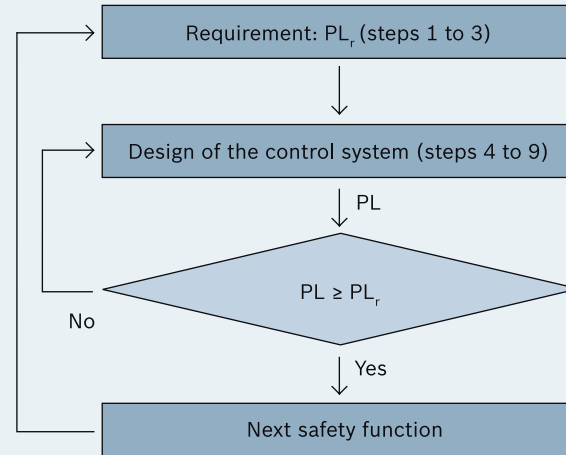 Requirement: PLr (steps 1 to 3)
Design of the control system (steps 4 to 9)
PL
PL ≥ PLr
No
Yes
Next safety function